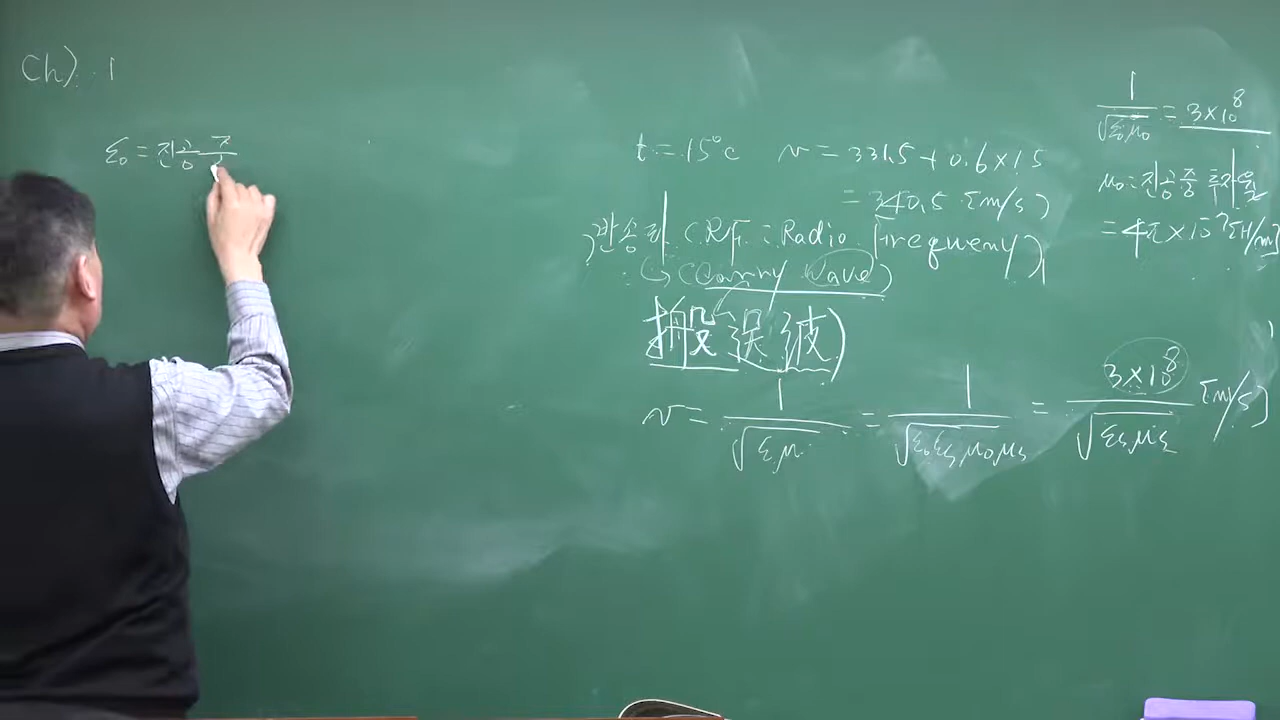 Ch). 1
ε₀ = 진공중
t = 15°C v = 331.5 + 0.6×15
= 340.5 [m/s]
반송파 (R.F. : Radio Frequency)
↳ (Carry Wave)
搬送波)
v = 1/√(εμ) = 1/√(ε₀εₛμ₀μₛ) = 3×10⁸/√(εₛμₛ) [m/s]
1/√(ε₀μ₀) = 3×10⁸
μ₀ = 진공중 투자율
= 4π×10⁻⁷ [H/m]